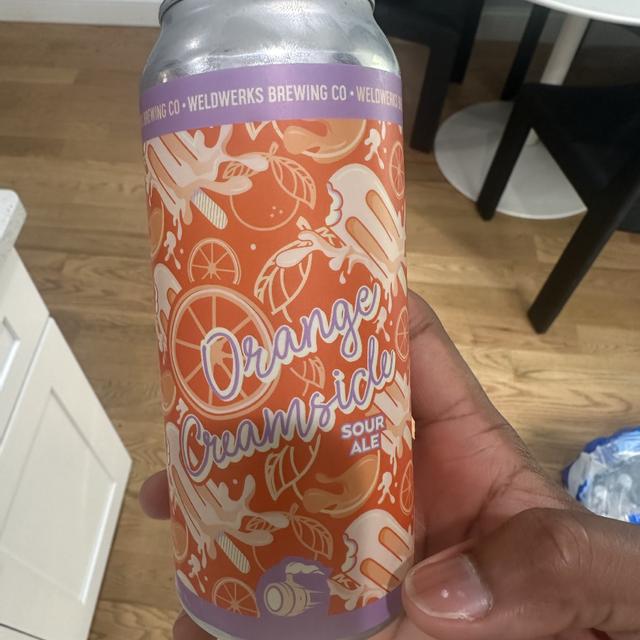 BREWING CO • WELDWERKS BREWING CO • WELDWERKS
Orange
Creamsicle
SOUR
ALE